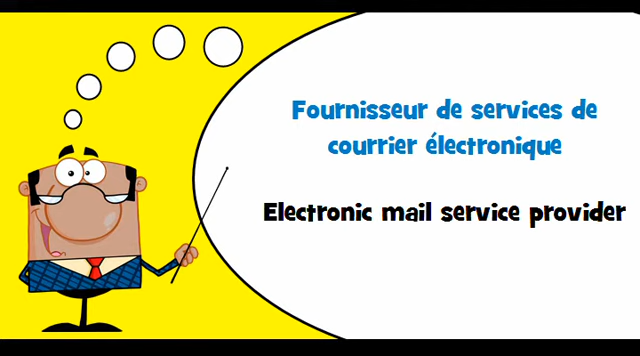 Fournisseur de services de
courrier électronique
Electronic mail service provider